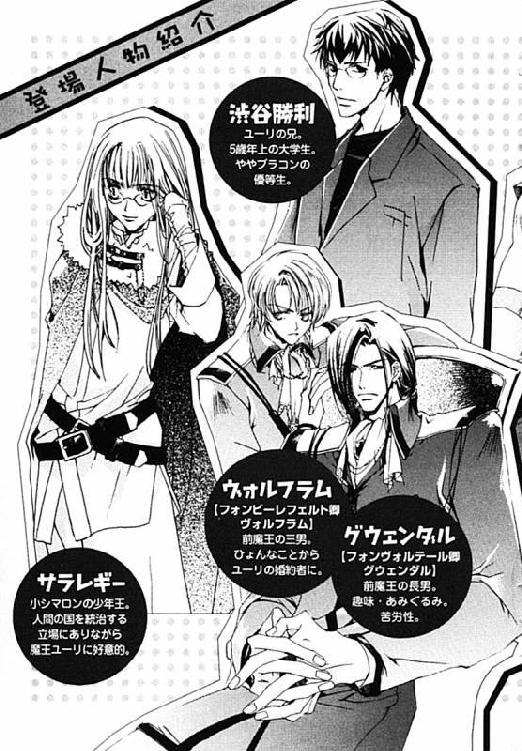 登場人物紹介
渋谷勝利
ユーリの兄。
5歳年上の大学生。
ややブラコンの
優等生。
ヴォルフラム
【フォンビーレフェルト卿
ヴォルフラム】
前魔王の三男。
ひょんなことから
ユーリの婚約者に。
グウェンダル
【フォンヴォルテール卿
グウェンダル】
前魔王の長男。
趣味・あみぐるみ。
苦労性。
サラレギー
小シマロンの少年王。
人間の国を統治する
立場にありながら
魔王ユーリに好意的。